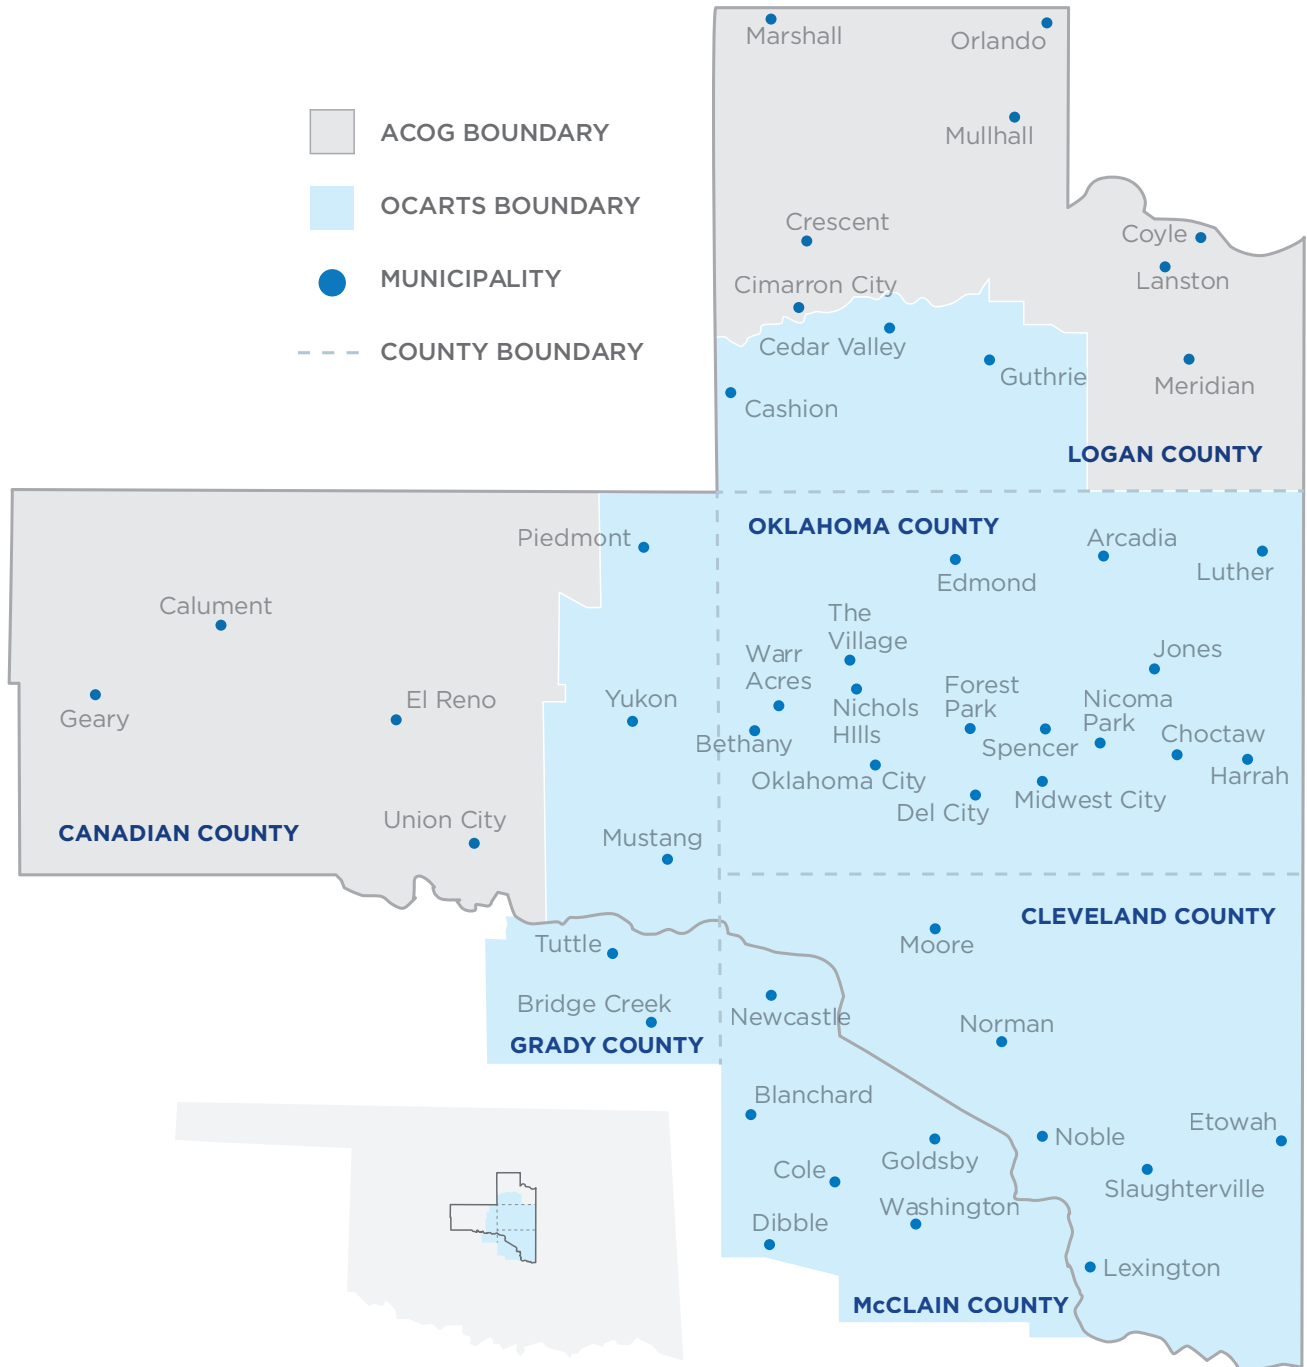 Marshall
Orlando
ACOG BOUNDARY
Mullhall
OCARTS BOUNDARY
Crescent
Coyle
MUNICIPALITY
Lanston
Cimarron City
COUNTY BOUNDARY
Cedar Valley
Guthrie
Meridian
Cashion
LOGAN COUNTY
OKLAHOMA COUNTY
Piedmont
Arcadia
Luther
Edmond
Calument
The
Village
Warr
Acres
Jones
El Reno
Yukon
Forest
Park
Nicoma
Park
Geary
Nichols
HIlls
Bethany
Spencer
Choctaw
Harrah
Oklahoma City
Midwest City
Del City
Union City
CANADIAN COUNTY
Mustang
CLEVELAND COUNTY
Tuttle
Moore
Bridge Creek
Newcastle
Norman
GRADY COUNTY
Blanchard
Etowah
Noble
Goldsby
Cole
Slaughterville
Washington
Dibble
Lexington
McCLAIN COUNTY